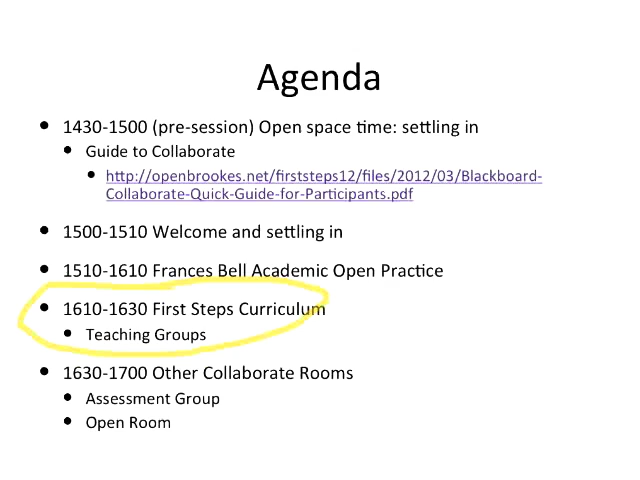 Agenda
1430-1500 (pre-session) Open space time: settling in
Guide to Collaborate
http://openbrookes.net/firststeps12/files/2012/03/Blackboard-
Collaborate-Quick-Guide-for-Participants.pdf
1500-1510 Welcome and settling in
1510-1610 Frances Bell Academic Open Practice
1610-1630 First Steps Curriculum
Teaching Groups
1630-1700 Other Collaborate Rooms
Assessment Group
Open Room